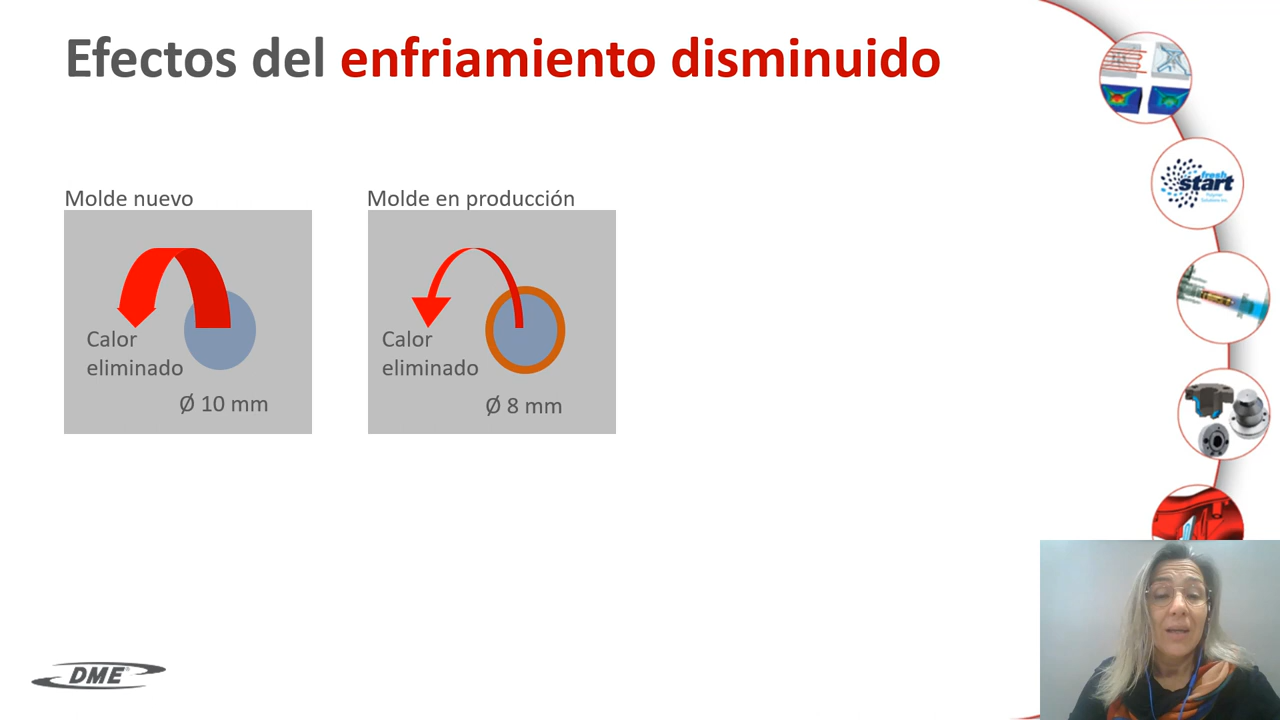 Efectos del enfriamiento disminuido
Molde nuevo
Molde en producción
Calor
eliminado
Ø 10 mm
Calor
eliminado
Ø 8 mm
fresh
start
DME